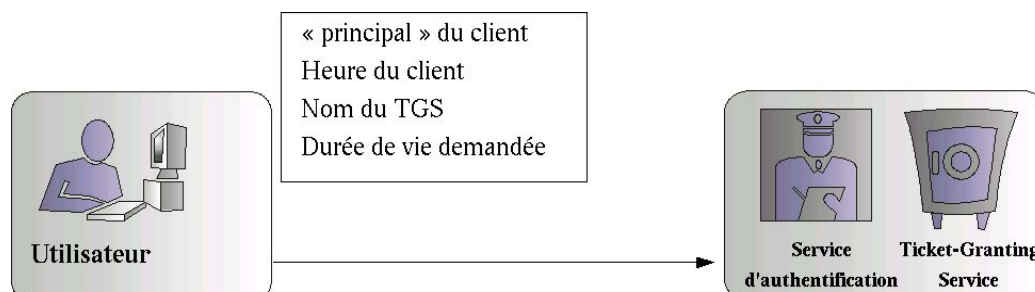 « principal » du client
Heure du client
Nom du TGS
Durée de vie demandée
Utilisateur
Service
d'authentification
Ticket-Granting
Service